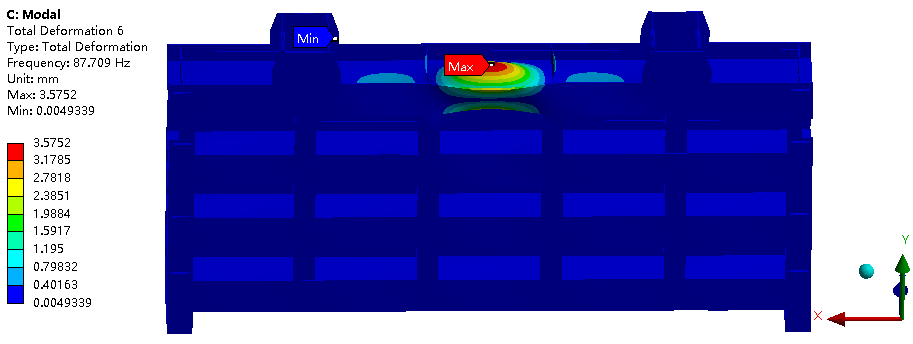 C: Modal
Total Deformation 6
Type: Total Deformation
Frequency: 87.709 Hz
Unit: mm
Max: 3.5752
Min: 0.0049339
3.5752
3.1785
2.7818
2.3851
1.9884
1.5917
1.195
0.79832
0.40163
0.0049339
Min
Max
Y
X